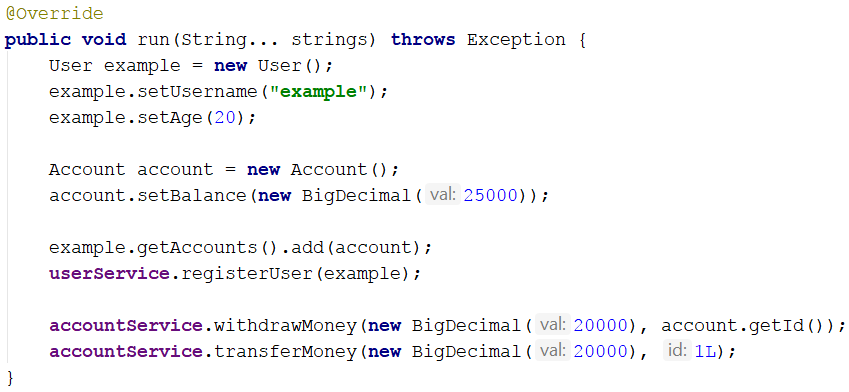 @Override
public void run(String... strings) throws Exception {
    User example = new User();
    example.setUsername("example");
    example.setAge(20);

    Account account = new Account();
    account.setBalance(new BigDecimal( val: 25000));

    example.getAccounts().add(account);
    userService.registerUser(example);

    accountService.withdrawMoney(new BigDecimal( val: 20000), account.getId());
    accountService.transferMoney(new BigDecimal( val: 20000), id: 1L);
}